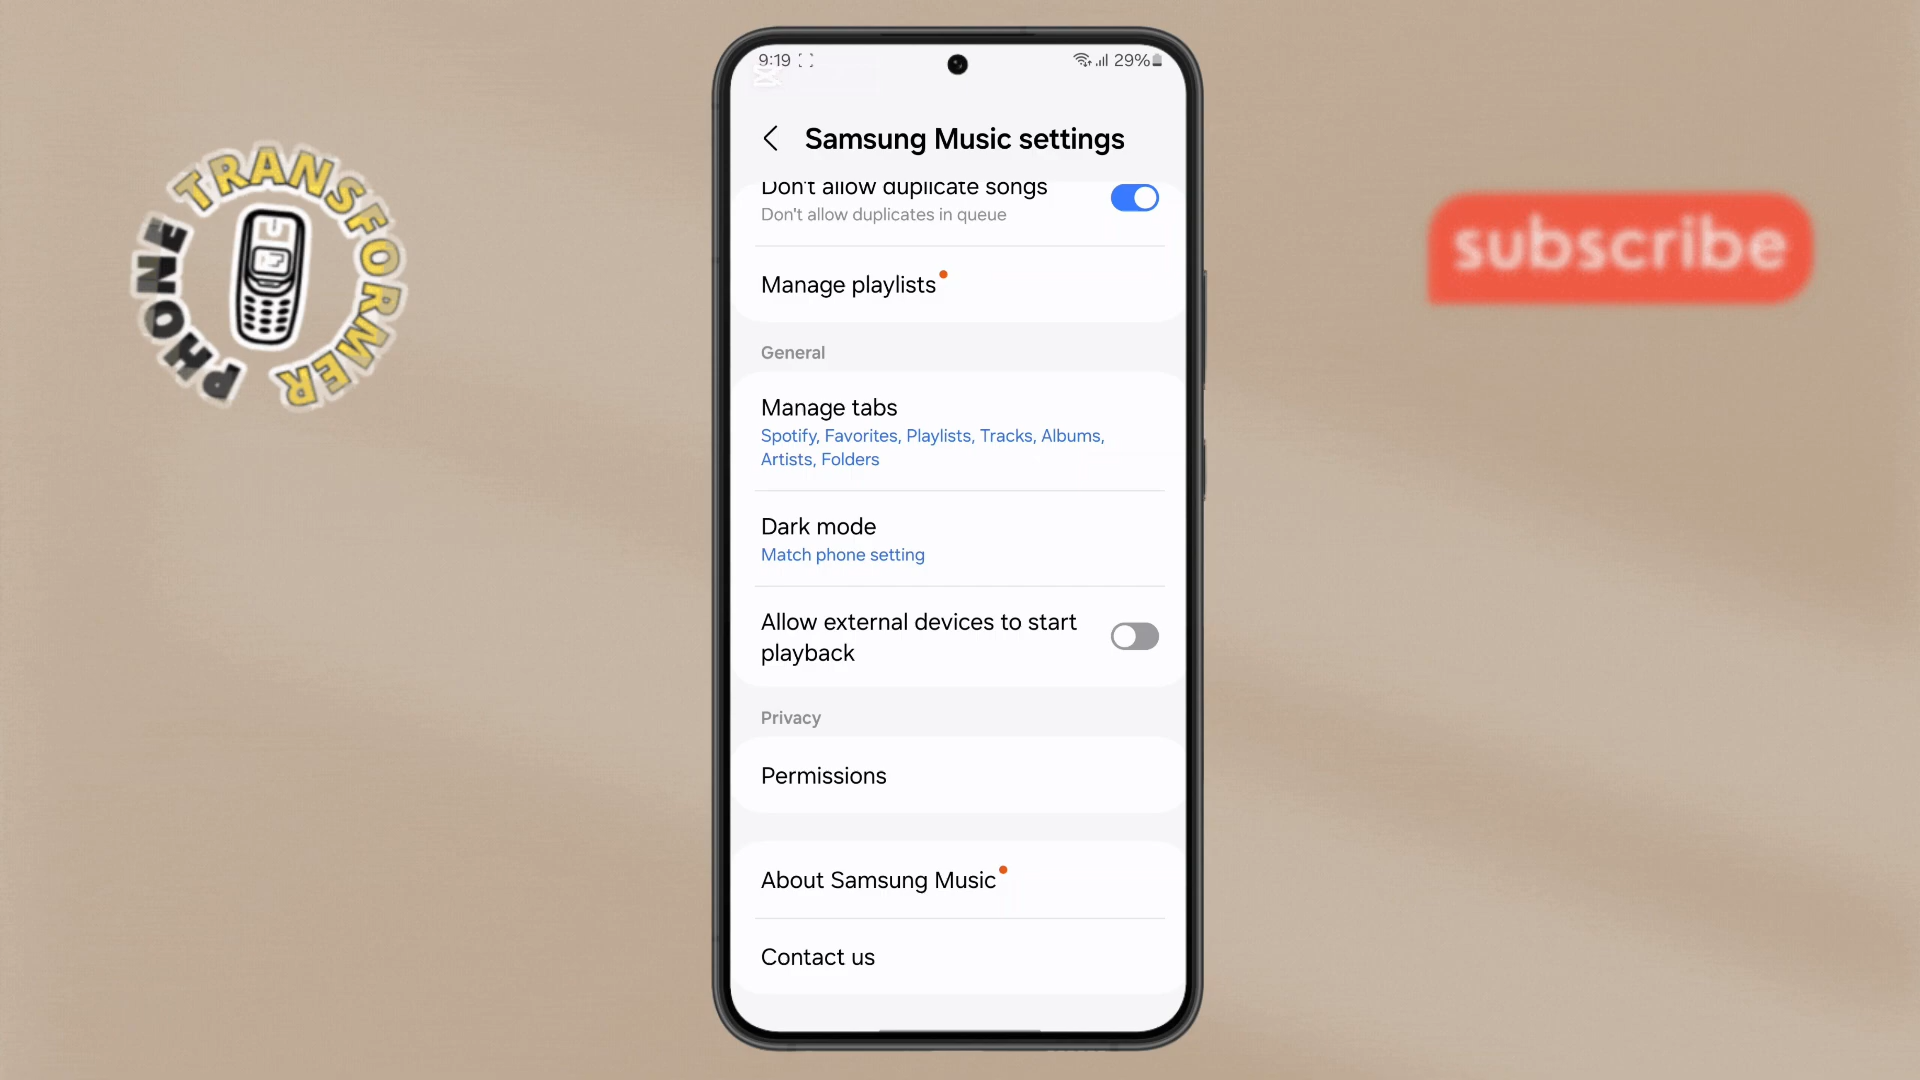 PHONE TRANSFORMER
subscribe
9:19
29%
Samsung Music settings
Don't allow duplicate songs
Don't allow duplicates in queue
Manage playlists
General
Manage tabs
Spotify, Favorites, Playlists, Tracks, Albums,
Artists, Folders
Dark mode
Match phone setting
Allow external devices to start
playback
Privacy
Permissions
About Samsung Music
Contact us